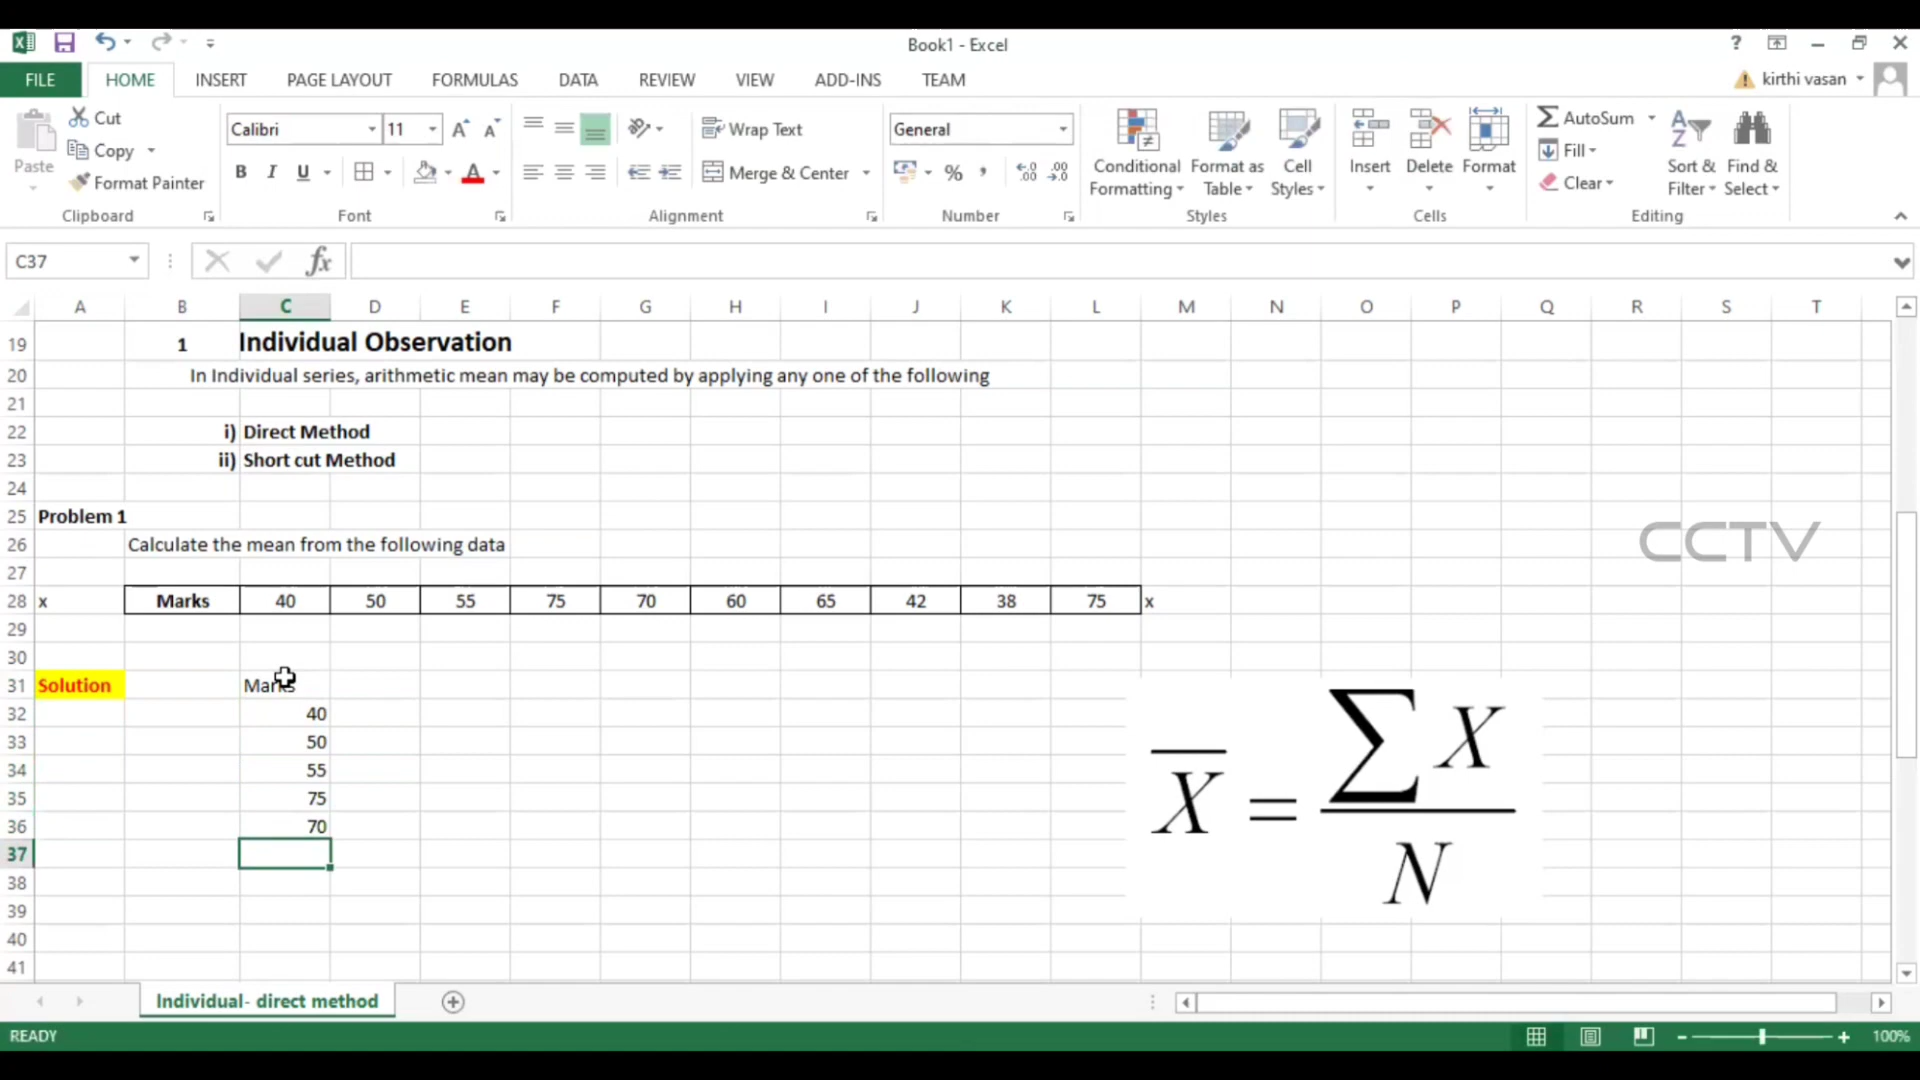 Book1 - Excel
?
FILE HOME INSERT PAGE LAYOUT FORMULAS DATA REVIEW VIEW ADD-INS TEAM kirthi vasan
Paste
Cut
Copy
Format Painter
Clipboard
Calibri 11
B I U
Font
Wrap Text
Merge & Center
Alignment
General
%
Number
Conditional Formatting
Format as Table
Cell Styles
Styles
Insert
Delete
Format
Cells
AutoSum
Fill
Clear
Sort & Filter
Find & Select
Editing
C37 fx
A B C D E F G H I J K L M N O P Q R S T
19 1 Individual Observation
20 In Individual series, arithmetic mean may be computed by applying any one of the following
21
22 i) Direct Method
23 ii) Short cut Method
24
25 Problem 1
26 Calculate the mean from the following data
CCTV
27
28 x Marks 40 50 55 75 70 60 65 42 38 75 x
29
30
31 Solution Marks
32 40
33 50
34 55
35 75
36 70
37
38
39
40
41
X̄ = ∑X / N
Individual- direct method
READY 100%